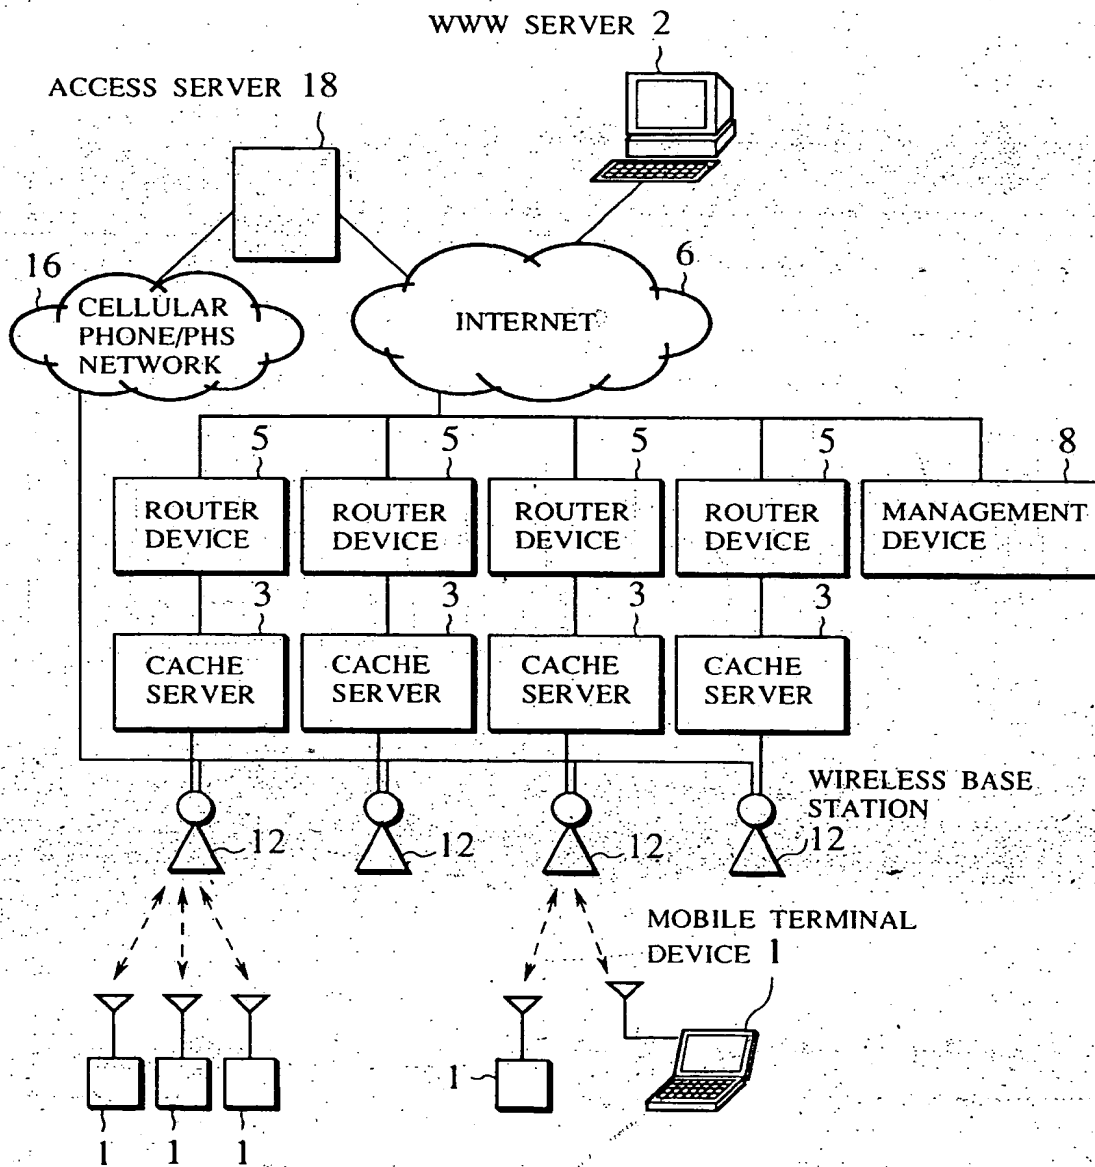 WWW SERVER 2
ACCESS SERVER 18
16
CELLULAR
PHONE/PHS
NETWORK
INTERNET
6
5
5
5
5
8
ROUTER
DEVICE
ROUTER
DEVICE
ROUTER
DEVICE
ROUTER
DEVICE
MANAGEMENT
DEVICE
3
3
3
3
CACHE
SERVER
CACHE
SERVER
CACHE
SERVER
CACHE
SERVER
WIRELESS BASE
STATION
12
12
12
12
MOBILE TERMINAL
DEVICE 1
1
1
1
1